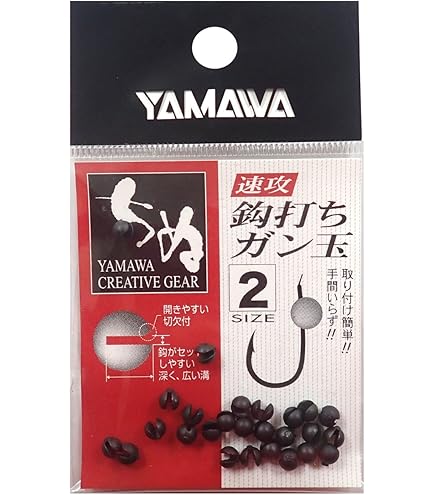 YAMAWA
ちぬ
YAMAWA
CREATIVE GEAR
速攻
鈎打ち
ガン玉
2
SIZE
取り付け簡単!!
手間いらず!!
開きやすい
切欠付
鈎がセッ
しやすい
深く、広い溝